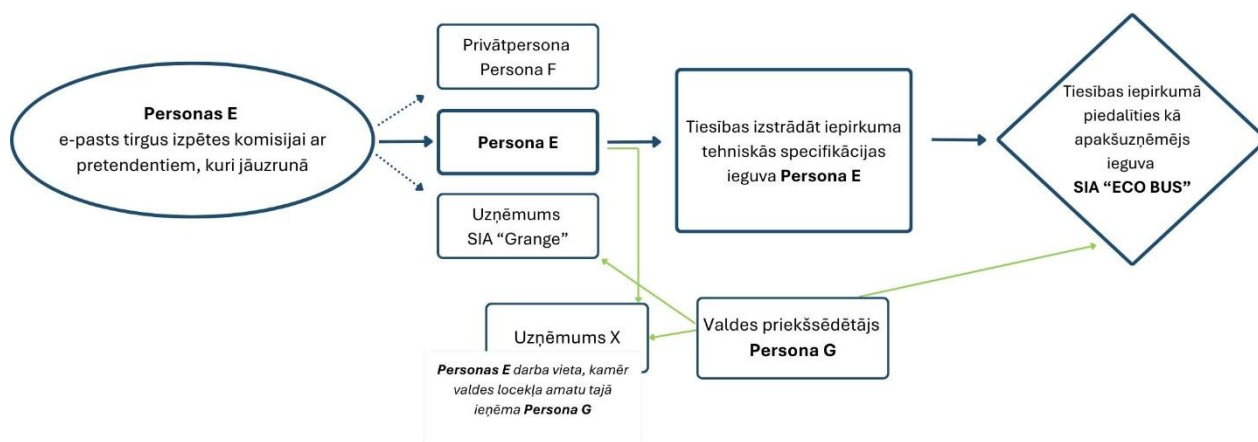 Personas E
e-pasts tirgus izpētes komisijai ar
pretendentiem, kuri jāuzrunā
Privātpersona
Persona F
Persona E
Uzņēmums
SIA “Grange”
Tiesības izstrādāt iepirkuma
tehniskās specifikācijas
ieguva Persona E
Tiesības iepirkumā
piedalīties kā
apakšuzņēmējs
ieguva
SIA “ECO BUS”
Uzņēmums X
Personas E darba vieta, kamēr
valdes locekļa amatu tajā
ieņēma Persona G
Valdes priekšsēdētājs
Persona G